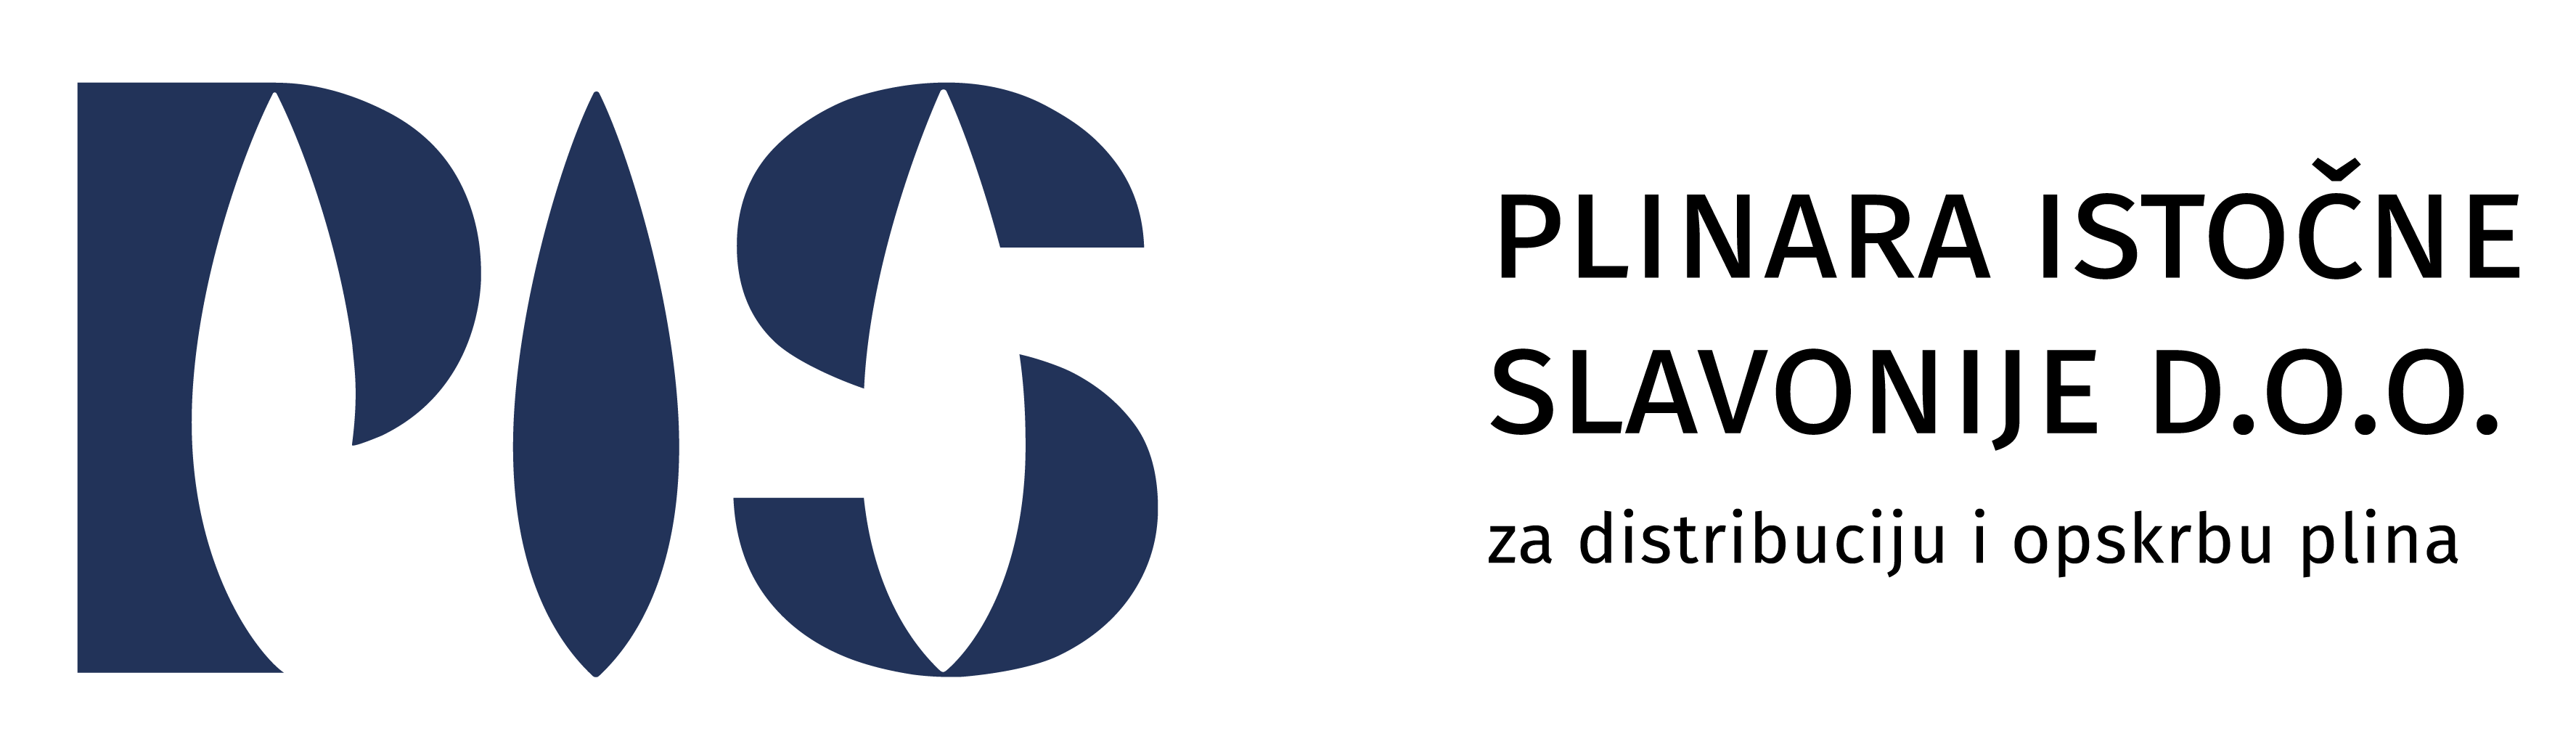 PIS
PLINARA ISTOČNE
SLAVONIJE D.O.O.
za distribuciju i opskrbu plina